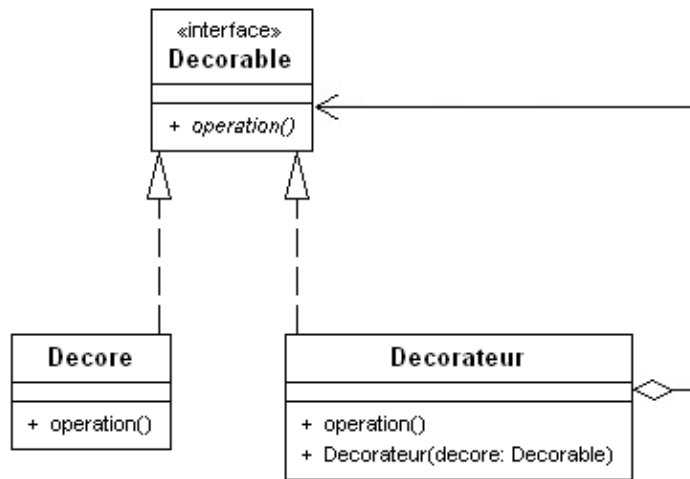 «interface»
Decorable
+ operation()
Decore
+ operation()
Decorateur
+ operation()
+ Decorateur(decore: Decorable)